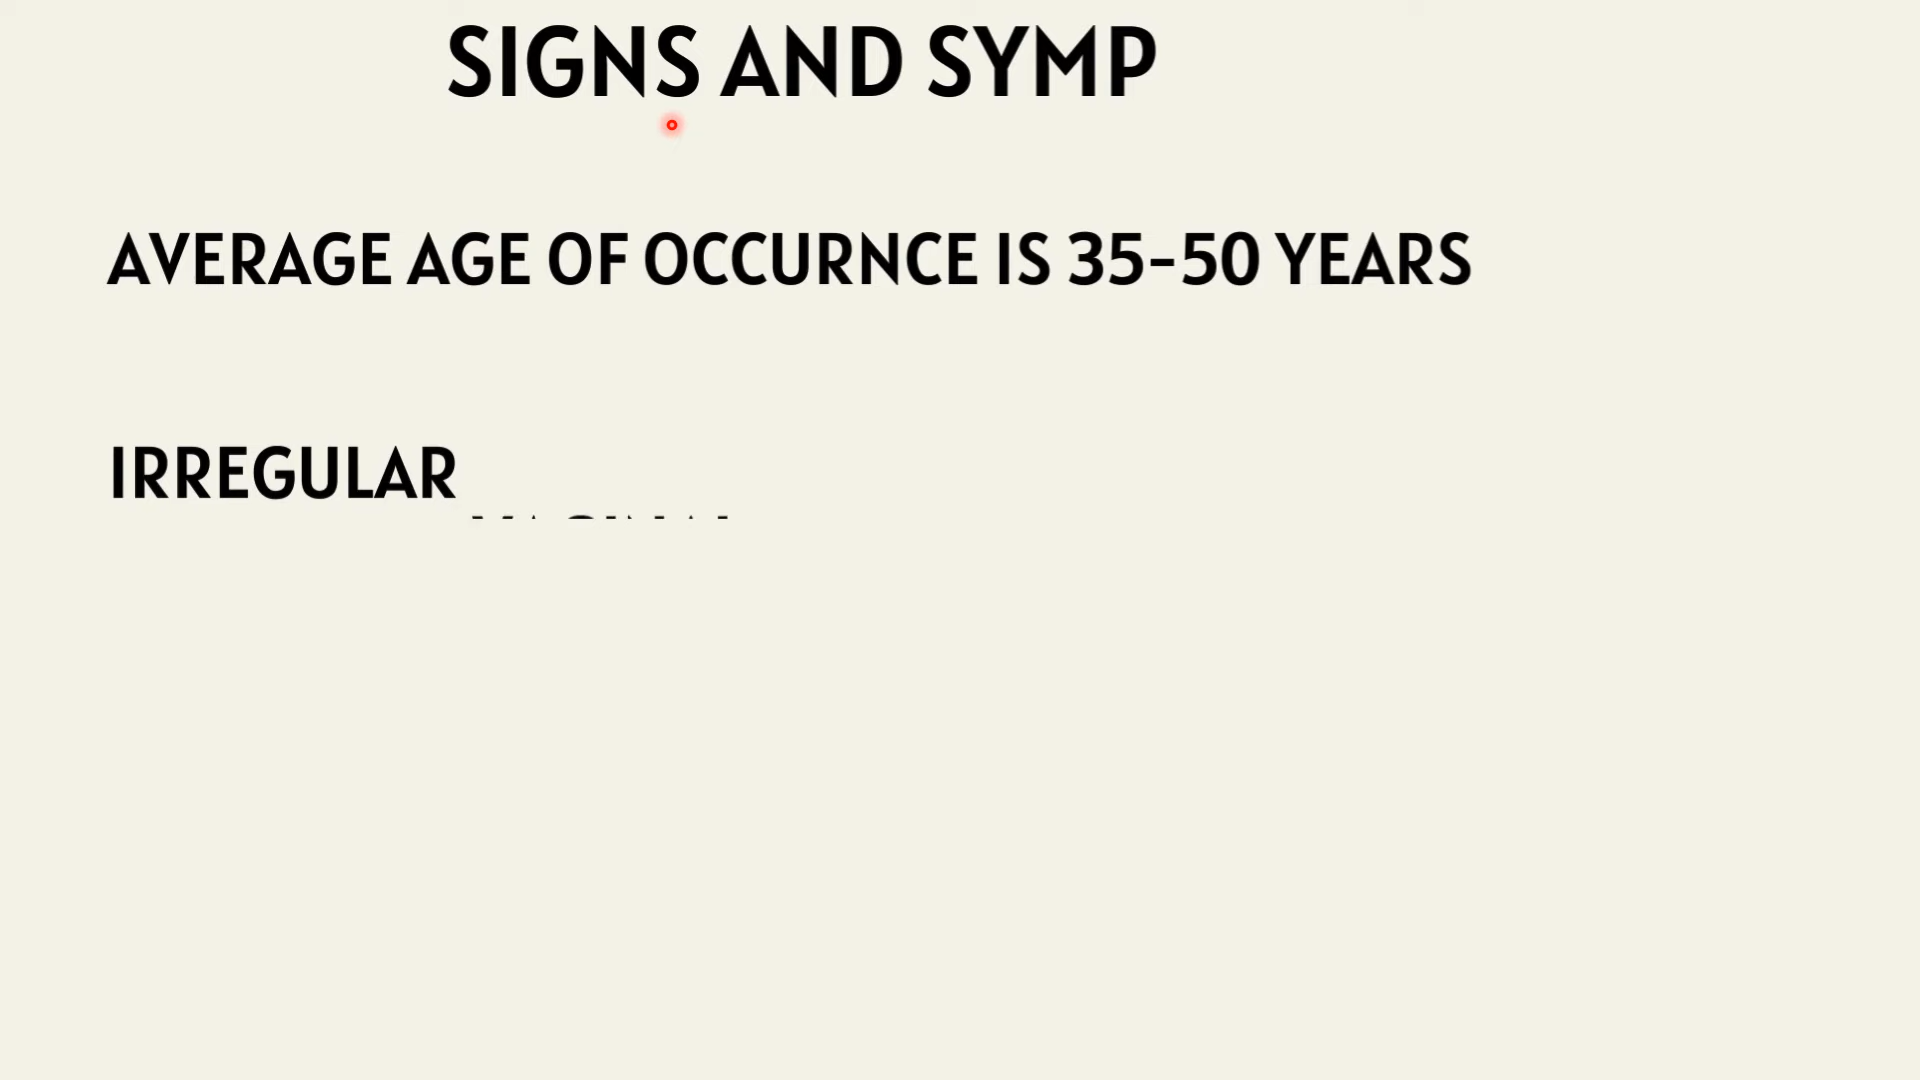 SIGNS AND SYMP
AVERAGE AGE OF OCCURNCE IS 35-50 YEARS
IRREGULAR